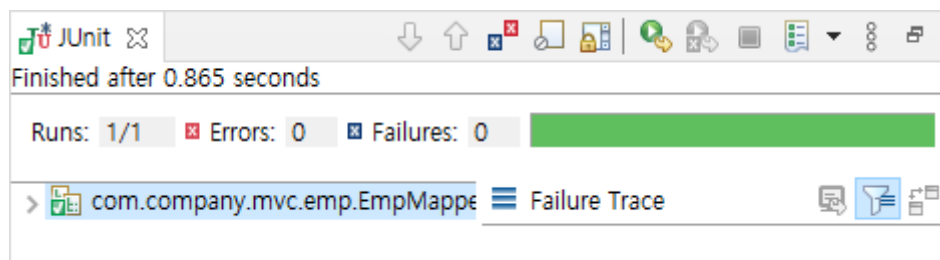 JUnit
Finished after 0.865 seconds
Runs: 1/1 Errors: 0 Failures: 0
com.company.mvc.emp.EmpMappe Failure Trace